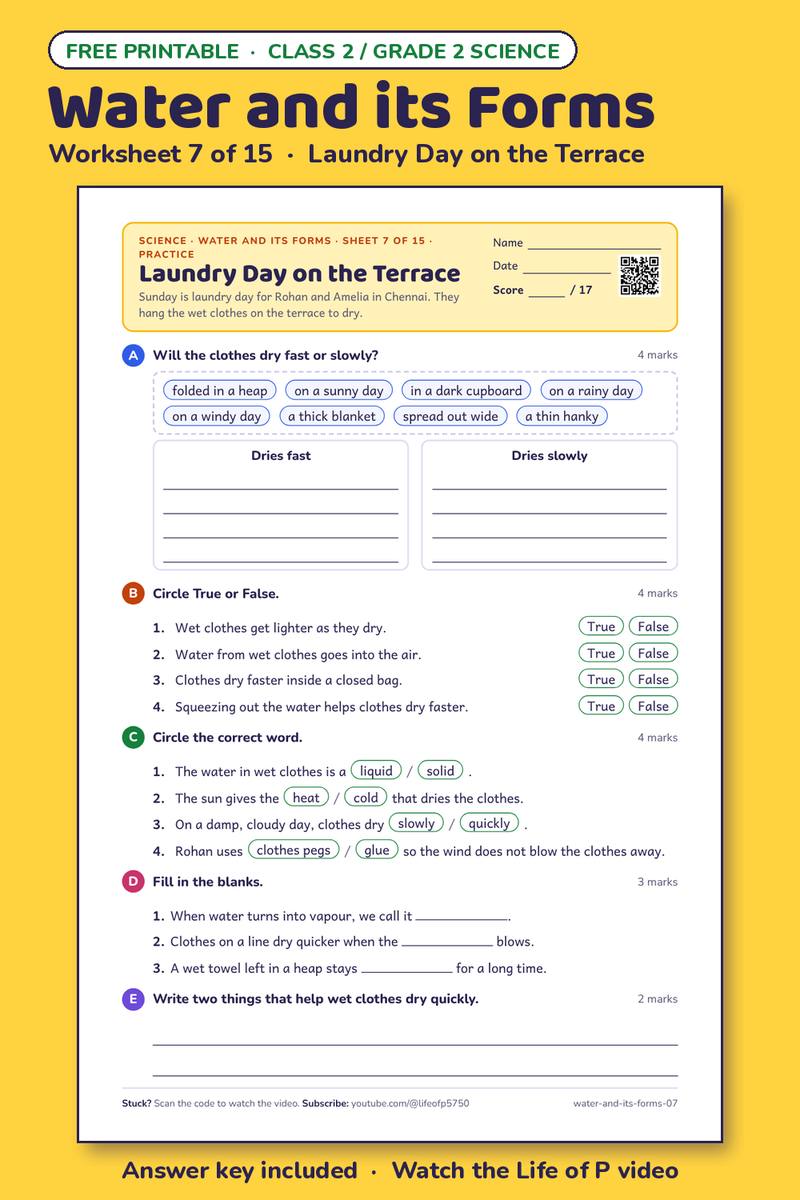 FREE PRINTABLE · CLASS 2 / GRADE 2 SCIENCE
Water and its Forms
Worksheet 7 of 15 · Laundry Day on the Terrace
SCIENCE · WATER AND ITS FORMS · SHEET 7 OF 15 ·
PRACTICE
Laundry Day on the Terrace
Sunday is laundry day for Rohan and Amelia in Chennai. They
hang the wet clothes on the terrace to dry.
Name
Date
Score / 17
A Will the clothes dry fast or slowly? 4 marks
folded in a heap on a sunny day in a dark cupboard on a rainy day
on a windy day a thick blanket spread out wide a thin hanky
Dries fast Dries slowly
B Circle True or False. 4 marks
1. Wet clothes get lighter as they dry. True False
2. Water from wet clothes goes into the air. True False
3. Clothes dry faster inside a closed bag. True False
4. Squeezing out the water helps clothes dry faster. True False
C Circle the correct word. 4 marks
1. The water in wet clothes is a liquid / solid .
2. The sun gives the heat / cold that dries the clothes.
3. On a damp, cloudy day, clothes dry slowly / quickly .
4. Rohan uses clothes pegs / glue so the wind does not blow the clothes away.
D Fill in the blanks. 3 marks
1. When water turns into vapour, we call it ____________.
2. Clothes on a line dry quicker when the ____________ blows.
3. A wet towel left in a heap stays ____________ for a long time.
E Write two things that help wet clothes dry quickly. 2 marks
Stuck? Scan the code to watch the video. Subscribe: youtube.com/@lifeofp5750 water-and-its-forms-07
Answer key included · Watch the Life of P video